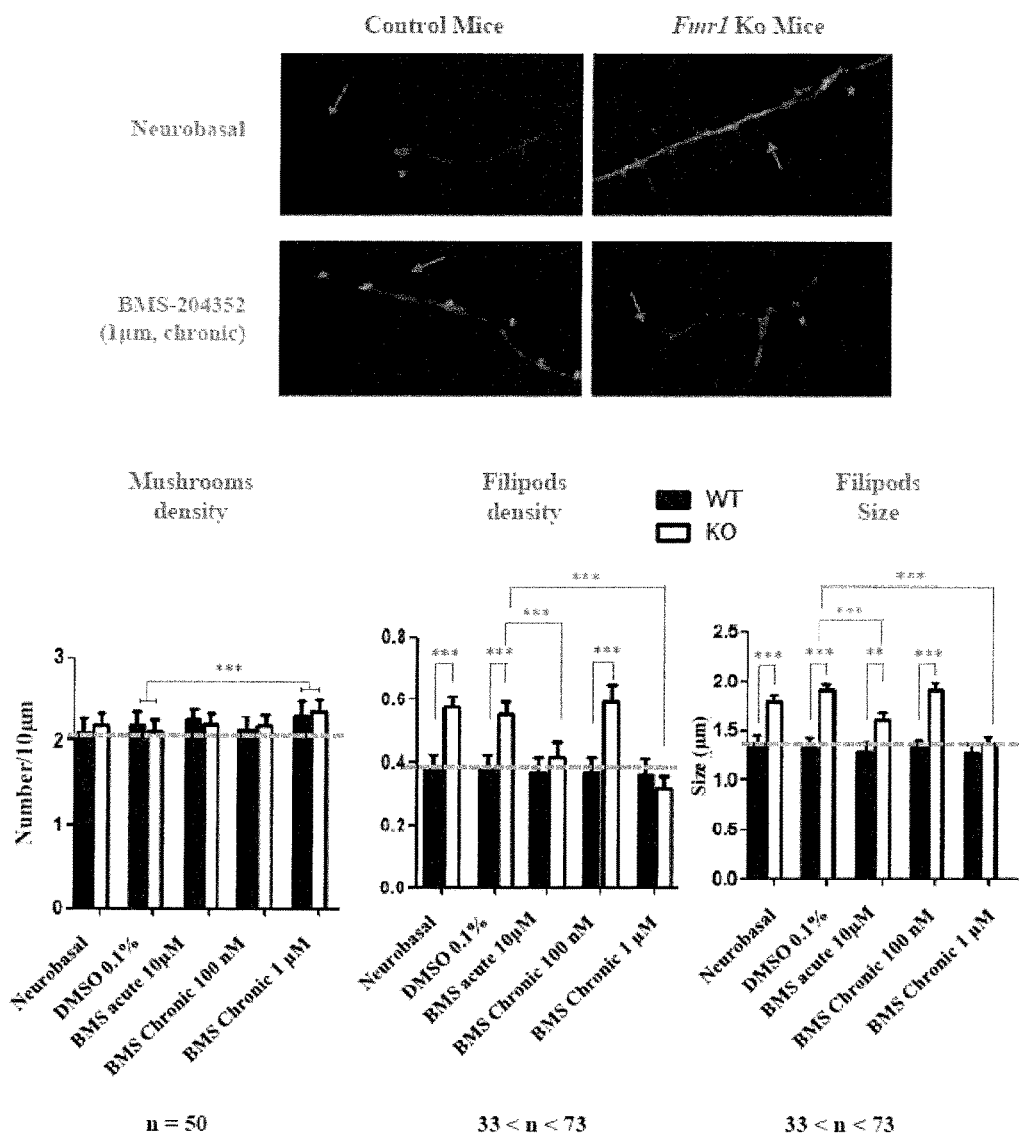 Control Mice
Fmr1 Ko Mice
Neurobasal
BMS-204352
(1μm, chronic)
Mushrooms
density
Filipods
density
WT
KO
Filipods
Size
***
***
***
***
***
***
***
***
***
***
**
***
Number/10μm
3
2
1
0
0.8
0.6
0.4
0.2
0.0
Size (μm)
2.5
2.0
1.5
1.0
0.5
0.0
Neurobasal
DMSO 0.1%
BMS acute 10μM
BMS Chronic 100 nM
BMS Chronic 1 μM
Neurobasal
DMSO 0.1%
BMS acute 10μM
BMS Chronic 100 nM
BMS Chronic 1 μM
Neurobasal
DMSO 0.1%
BMS acute 10μM
BMS Chronic 100 nM
BMS Chronic 1 μM
n = 50
33 < n < 73
33 < n < 73